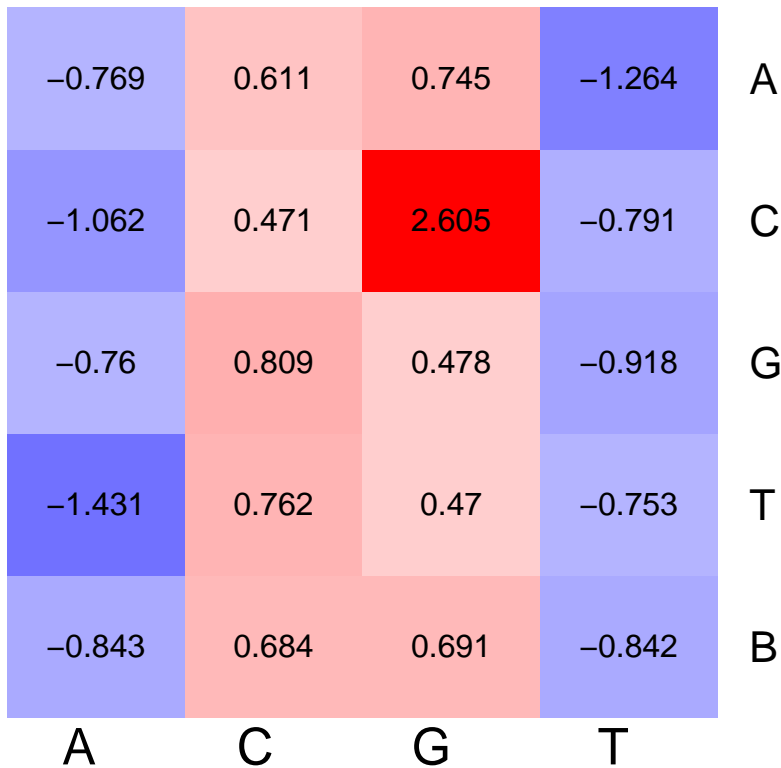 −0.769 0.611 0.745 −1.264 A
−1.062 0.471 2.605 −0.791 C
−0.76 0.809 0.478 −0.918 G
−1.431 0.762 0.47 −0.753 T
−0.843 0.684 0.691 −0.842 B
A C G T